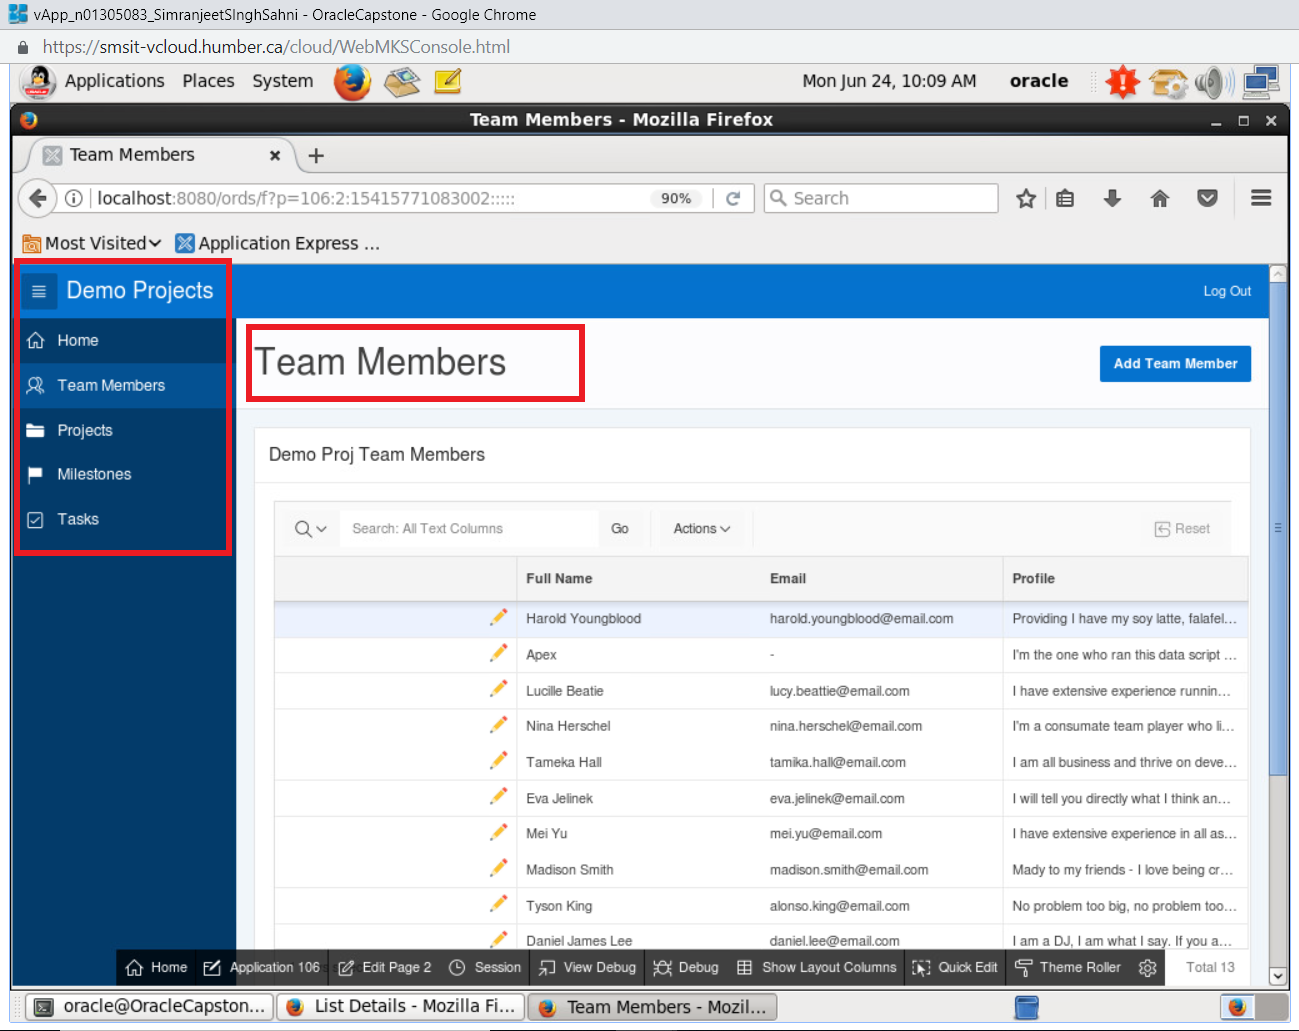 vApp_n01305083_SimranjeetSInghSahni - OracleCapstone - Google Chrome
https://smsit-vcloud.humber.ca/cloud/WebMKSConsole.html
Applications Places System Mon Jun 24, 10:09 AM oracle
Team Members - Mozilla Firefox
Team Members
localhost:8080/ords/f?p=106:2:15415771083002::::: 90% Search
Most Visited Application Express ...
Demo Projects Log Out
Home
Team Members
Projects
Milestones
Tasks
Team Members
Add Team Member
Demo Proj Team Members
Search: All Text Columns Go Actions Reset
Full Name Email Profile
Harold Youngblood harold.youngblood@email.com Providing I have my soy latte, falafel...
Apex - I'm the one who ran this data script ...
Lucille Beatie lucy.beattie@email.com I have extensive experience runnin...
Nina Herschel nina.herschel@email.com I'm a consumate team player who li...
Tameka Hall tamika.hall@email.com I am all business and thrive on deve...
Eva Jelinek eva.jelinek@email.com I will tell you directly what I think an...
Mei Yu mei.yu@email.com I have extensive experience in all as...
Madison Smith madison.smith@email.com Mady to my friends - I love being cr...
Tyson King alonso.king@email.com No problem too big, no problem too...
Daniel James Lee daniel.lee@email.com I am a DJ, I am what I say. If you a...
Home Application 106 Edit Page 2 Session View Debug Debug Show Layout Columns Quick Edit Theme Roller Total 13
oracle@OracleCapston... List Details - Mozilla Fi... Team Members - Mozil...